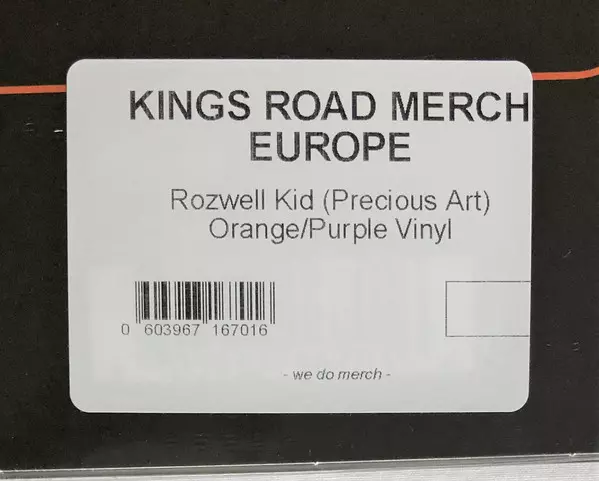 KINGS ROAD MERCH
EUROPE
Rozwell Kid (Precious Art)
Orange/Purple Vinyl
0 603967 167016
- we do merch -